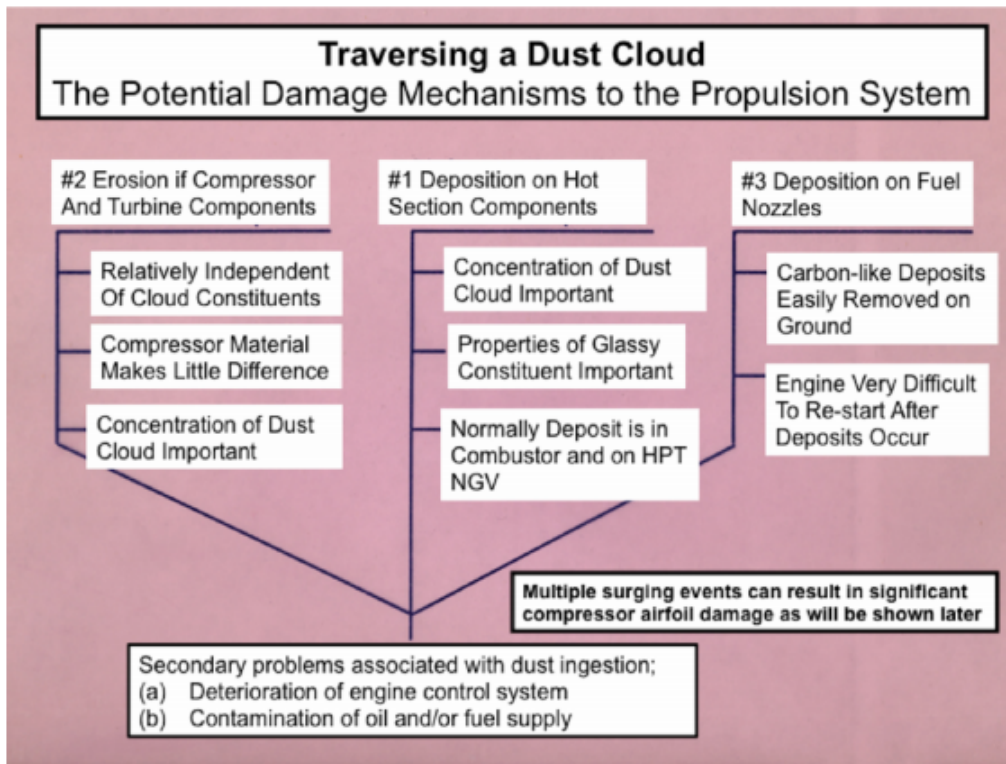 Traversing a Dust Cloud
The Potential Damage Mechanisms to the Propulsion System
#2 Erosion if Compressor
And Turbine Components
Relatively Independent
Of Cloud Constituents
Compressor Material
Makes Little Difference
Concentration of Dust
Cloud Important
#1 Deposition on Hot
Section Components
Concentration of Dust
Cloud Important
Properties of Glassy
Constituent Important
Normally Deposit is in
Combustor and on HPT
NGV
#3 Deposition on Fuel
Nozzles
Carbon-like Deposits
Easily Removed on
Ground
Engine Very Difficult
To Re-start After
Deposits Occur
Multiple surging events can result in significant
compressor airfoil damage as will be shown later
Secondary problems associated with dust ingestion;
(a) Deterioration of engine control system
(b) Contamination of oil and/or fuel supply